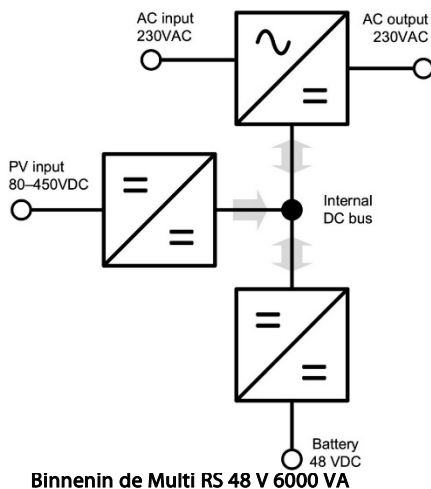 AC input
230VAC
AC output
230VAC
PV input
80–450VDC
Internal
DC bus
Battery
48 VDC
Binnenin de Multi RS 48 V 6000 VA